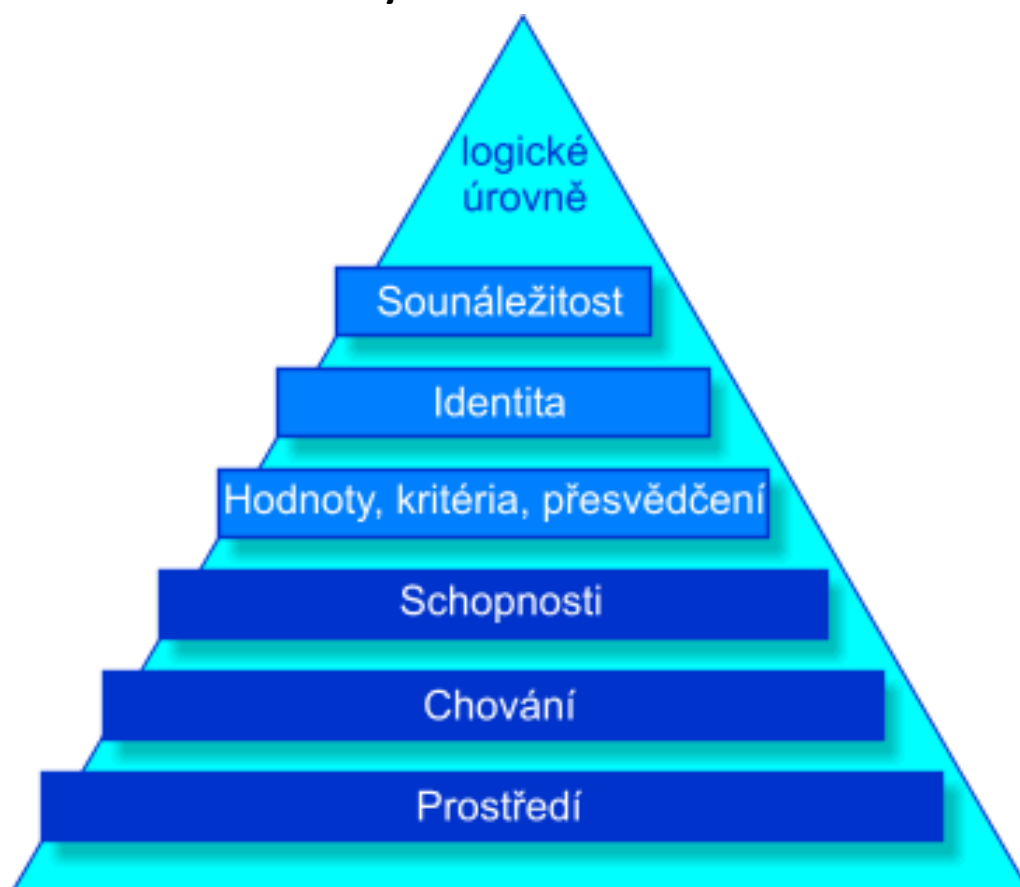 logické
úrovně
Sounáležitost
Identita
Hodnoty, kritéria, přesvědčení
Schopnosti
Chování
Prostředí